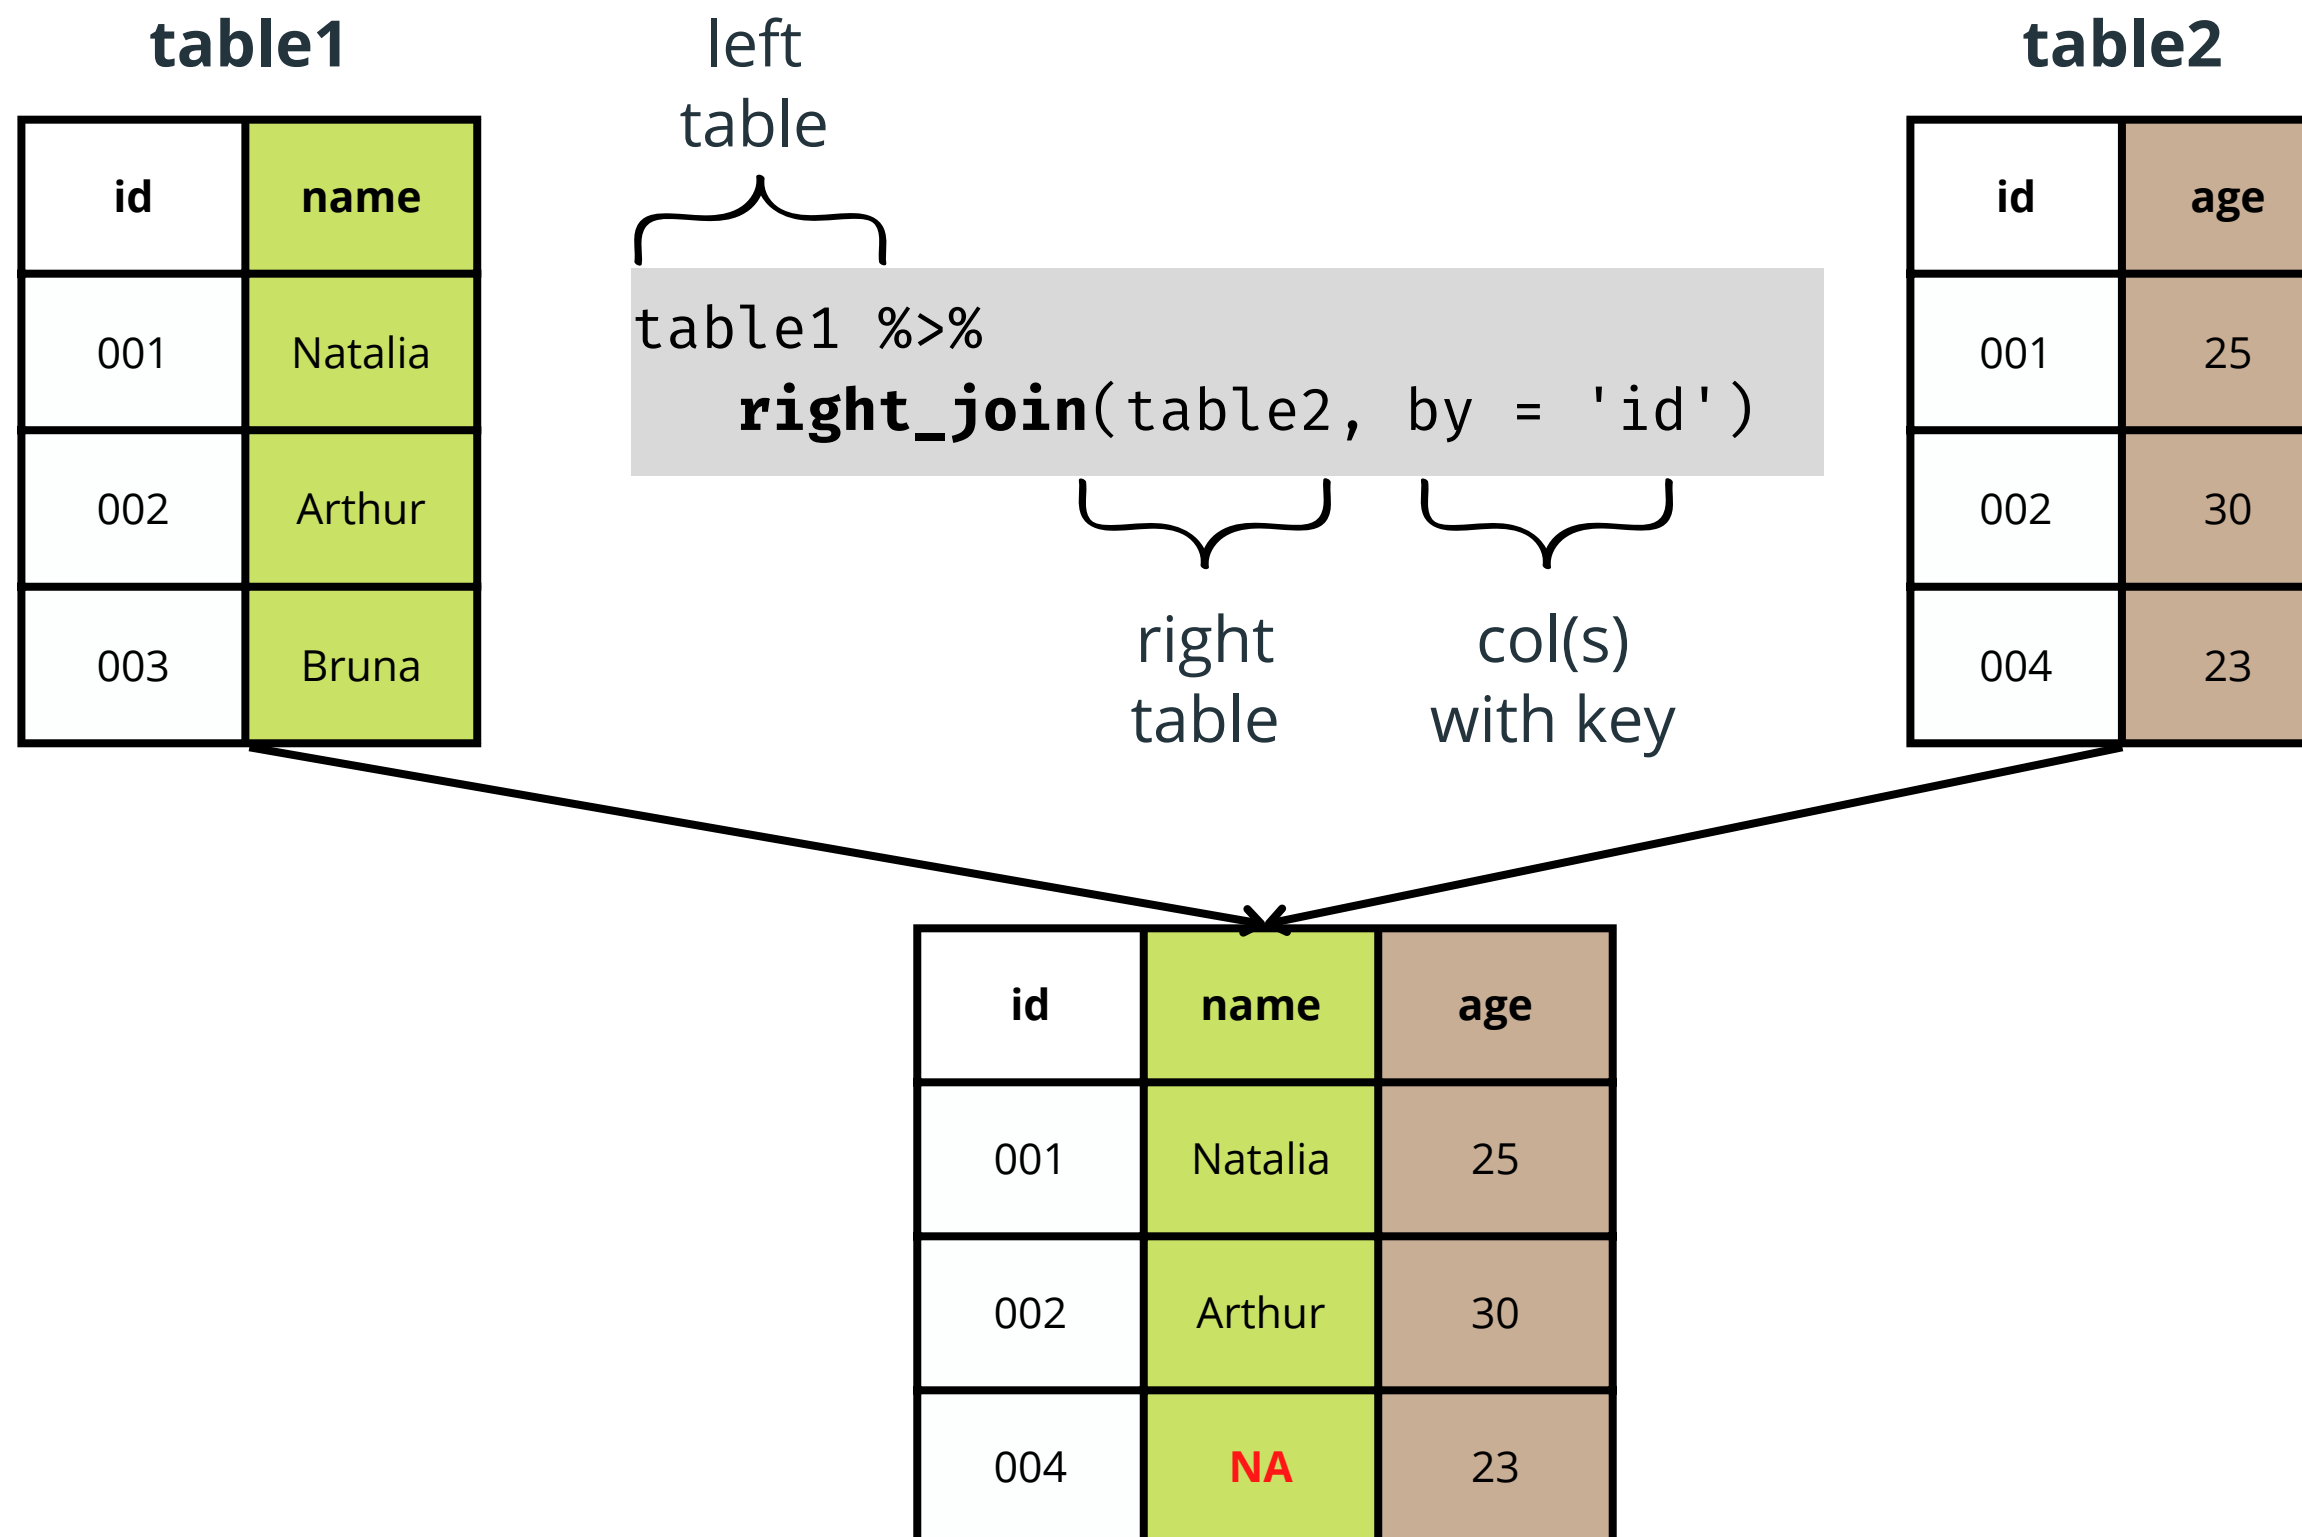 table1
id name
001 Natalia
002 Arthur
003 Bruna
left
table
table1 %>%
right_join(table2, by = 'id')
right
table
col(s)
with key
table2
id age
001 25
002 30
004 23
id name age
001 Natalia 25
002 Arthur 30
004 NA 23